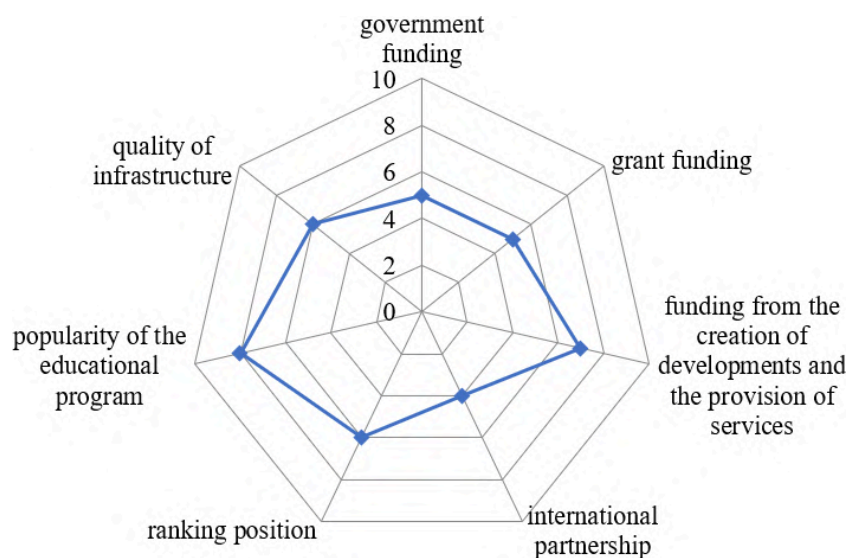 government
funding
10
8
6
4
2
0
quality of
infrastructure
grant funding
popularity of the
educational
program
funding from the
creation of
developments and
the provision of
services
ranking position
international
partnership